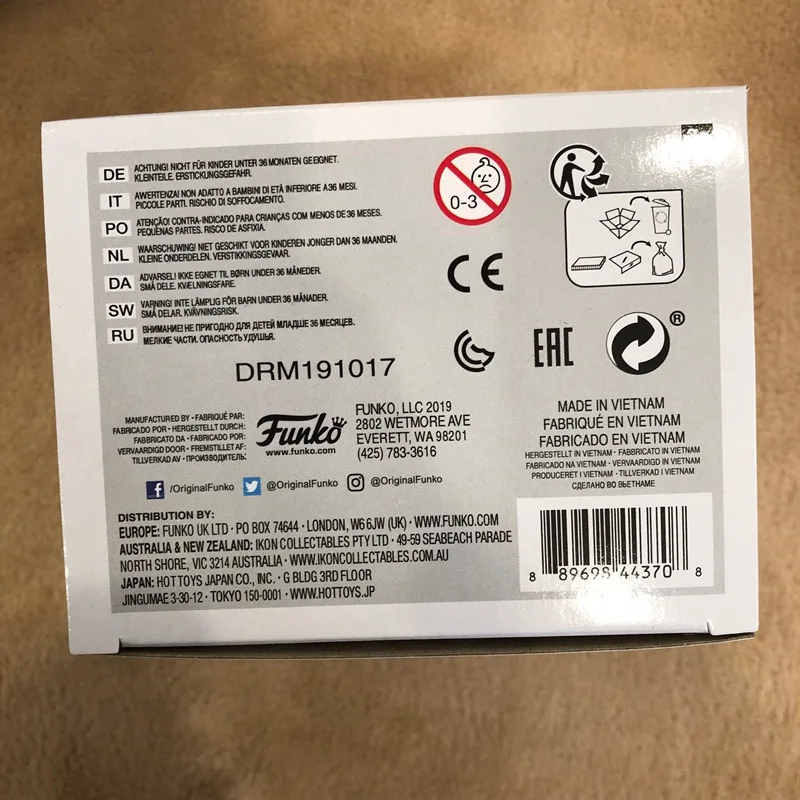 DE ACHTUNG! NICHT FÜR KINDER UNTER 36 MONATEN GEEIGNET.
KLEINTEILE. ERSTICKUNGSGEFAHR.
IT AWERTENZA! NON ADATTO A BAMBINI DI ETÀ INFERIORE A 36 MESI.
PICCOLE PARTI. RISCHIO DI SOFFOCAMENTO.
PO ATENÇÃO! CONTRA-INDICADO PARA CRIANÇAS COM MENOS DE 36 MESES.
PEQUENAS PARTES. RISCO DE ASFIXIA.
NL WAARSCHUWING! NIET GESCHIKT VOOR KINDEREN JONGER DAN 36 MAANDEN.
KLEINE ONDERDELEN. VERSTIKKINGSGEVAAR.
DA ADVARSEL! IKKE EGNET TIL BØRN UNDER 36 MÅNEDER.
SMÅ DELE. KVÆLNINGSFARE.
SW VARNING! INTE LÄMPLIG FÖR BARN UNDER 36 MÅNADER.
SMÅ DELAR. KVÄVNINGSRISK.
RU ВНИМАНИЕ! НЕ ПРИГОДНО ДЛЯ ДЕТЕЙ МЛАДШЕ 36 МЕСЯЦЕВ.
МЕЛКИЕ ЧАСТИ. ОПАСНОСТЬ УДУШЬЯ.
0-3
CE
EAC
®
DRM191017
MANUFACTURED BY • FABRIQUÉ PAR:
FABRICADO POR • HERGESTELLT DURCH:
FABBRICATO DA • FABRICADO POR:
VERVAARDIGD DOOR • FREMSTILLET AF:
TILLVERKAD AV • ПРОИЗВОДИТЕЛЬ:
Funko
www.funko.com
FUNKO, LLC 2019
2802 WETMORE AVE
EVERETT, WA 98201
(425) 783-3616
MADE IN VIETNAM
FABRIQUÉ EN VIETNAM
FABRICADO EN VIETNAM
HERGESTELLT IN VIETNAM • FABBRICATO IN VIETNAM
FABRICADO NA VIETNAM • VERVAARDIGD IN VIETNAM
PRODUCERET I VIETNAM • TILLVERKAD I VIETNAM
СДЕЛАНО ВО ВЬЕТНАМЕ
/OriginalFunko @OriginalFunko @OriginalFunko
DISTRIBUTION BY:
EUROPE: FUNKO UK LTD • PO BOX 74644 • LONDON, W6 6JW (UK) • WWW.FUNKO.COM
AUSTRALIA & NEW ZEALAND: IKON COLLECTABLES PTY LTD • 49-59 SEABEACH PARADE
NORTH SHORE, VIC 3214 AUSTRALIA • WWW.IKONCOLLECTABLES.COM.AU
JAPAN: HOT TOYS JAPAN CO., INC. • G BLDG 3RD FLOOR
JINGUMAE 3-30-12 • TOKYO 150-0001 • WWW.HOTTOYS.JP
8 89698 44370 8